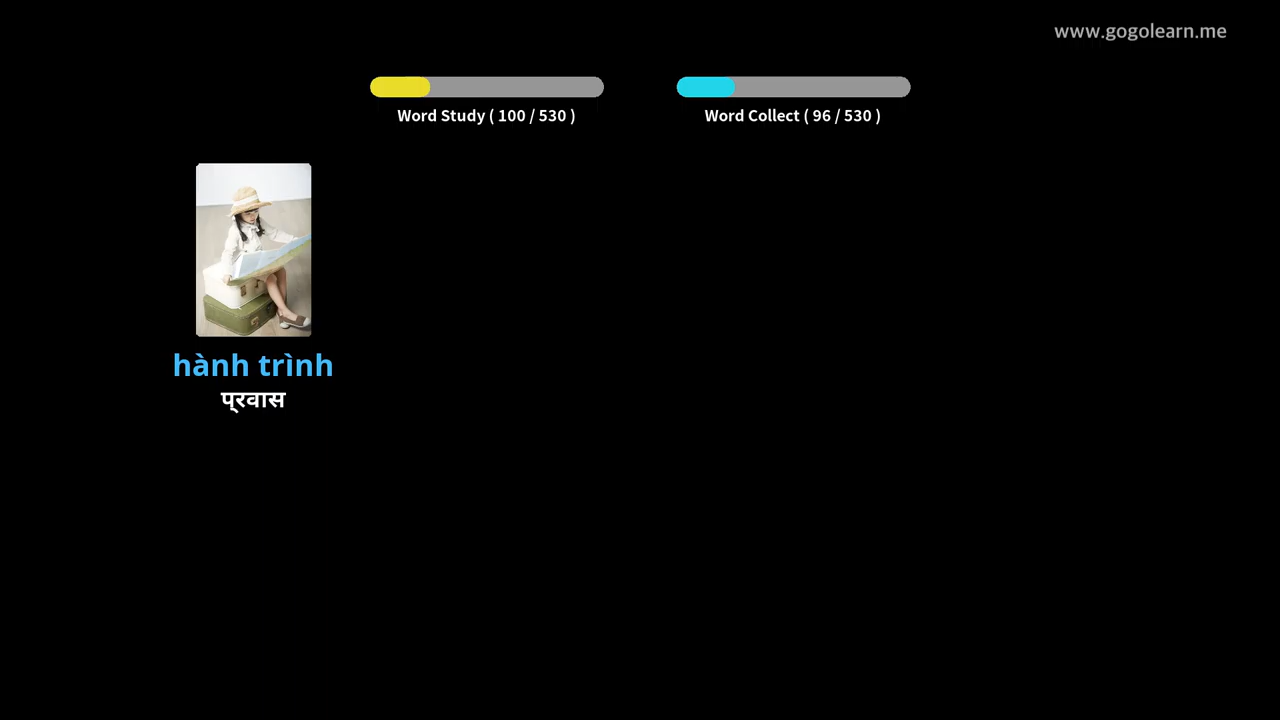 www.gogolearn.me
Word Study ( 100 / 530 )
Word Collect ( 96 / 530 )
hành trình
प्रवास